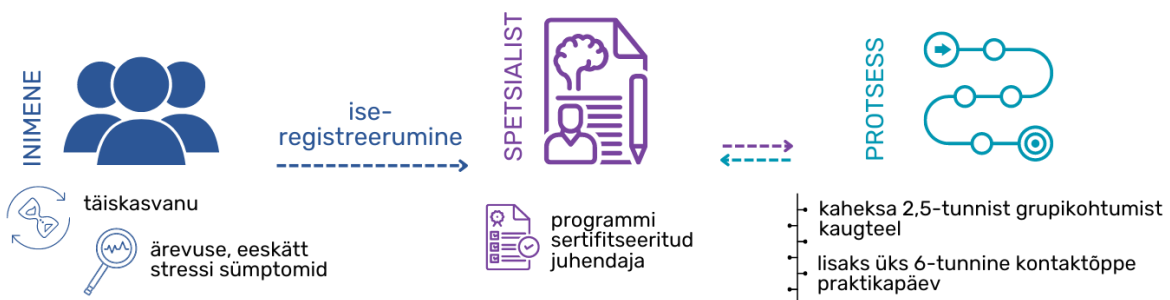 INIMENE
ise-
registreerumine
SPETSIALIST
PROTSESS
täiskasvanu
ärevuse, eeskätt
stressi sümptomid
programmi
sertifitseeritud
juhendaja
kaheksa 2,5-tunnist grupikohtumist
kaugteel
lisaks üks 6-tunnine kontaktõppe
praktikapäev